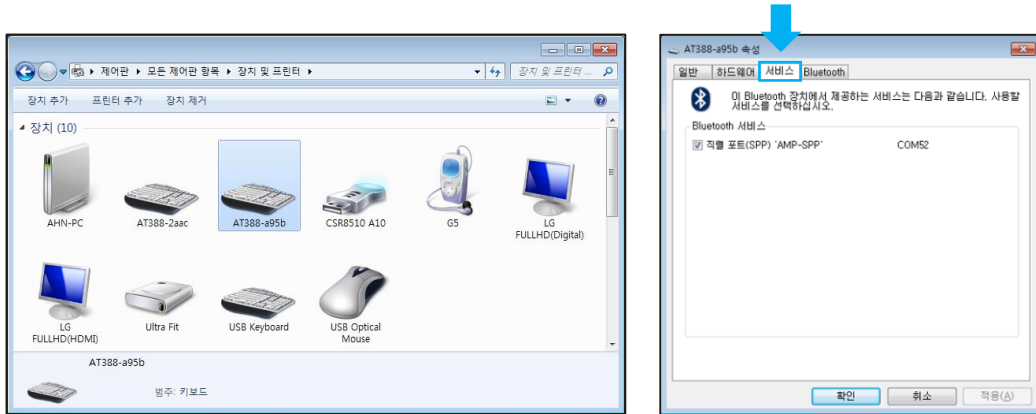 제어판 ▸ 모든 제어판 항목 ▸ 장치 및 프린터 ▸
장치 및 프린터 ...
장치 추가 프린터 추가 장치 제거
장치 (10)
AHN-PC
AT388-2aac
AT388-a95b
CSR8510 A10
G5
LG
FULLHD(Digital)
LG
FULLHD(HDMI)
Ultra Fit
USB Keyboard
USB Optical
Mouse
AT388-a95b
범주: 키보드
AT388-a95b 속성
일반 하드웨어 서비스 Bluetooth
이 Bluetooth 장치에서 제공하는 서비스는 다음과 같습니다. 사용할
서비스를 선택하십시오.
Bluetooth 서비스
직렬 포트(SPP) 'AMP-SPP' COM52
확인 취소 적용(A)